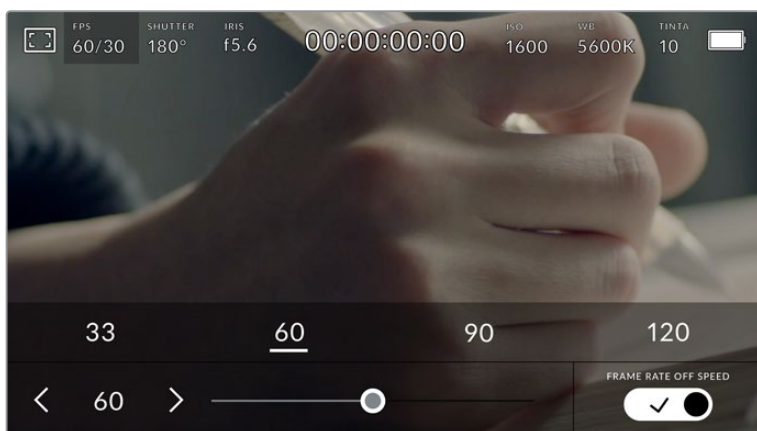 FPS SHUTTER IRIS ISO WB TINTA
60/30 180° f5.6 00:00:00:00 1600 5600K 10
33 60 90 120
FRAME RATE OFF SPEED
60